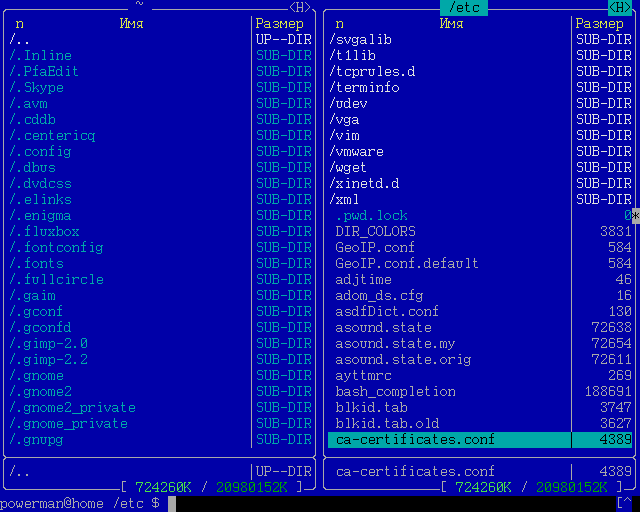 ~ <H>
n Имя Размер
/.. UP--DIR
/.Inline SUB-DIR
/.PfaEdit SUB-DIR
/.Skype SUB-DIR
/.avm SUB-DIR
/.cddb SUB-DIR
/.centericq SUB-DIR
/.config SUB-DIR
/.dbus SUB-DIR
/.dvdcss SUB-DIR
/.elinks SUB-DIR
/.enigma SUB-DIR
/.fluxbox SUB-DIR
/.fontconfig SUB-DIR
/.fonts SUB-DIR
/.fullcircle SUB-DIR
/.gaim SUB-DIR
/.gconf SUB-DIR
/.gconfd SUB-DIR
/.gimp-2.0 SUB-DIR
/.gimp-2.2 SUB-DIR
/.gnome SUB-DIR
/.gnome2 SUB-DIR
/.gnome2_private SUB-DIR
/.gnome_private SUB-DIR
/.gnupg SUB-DIR
/.. UP--DIR
[ 724260K / 20980152K ]
/etc <H>
n Имя Размер
/svgalib SUB-DIR
/t1lib SUB-DIR
/tcprules.d SUB-DIR
/terminfo SUB-DIR
/udev SUB-DIR
/vga SUB-DIR
/vim SUB-DIR
/vmware SUB-DIR
/wget SUB-DIR
/xinetd.d SUB-DIR
/xml SUB-DIR
.pwd.lock 0*
DIR_COLORS 3831
GeoIP.conf 584
GeoIP.conf.default 584
adjtime 46
adom_ds.cfg 16
asdfDict.conf 130
asound.state 72638
asound.state.my 72654
asound.state.orig 72611
ayttmrc 269
bash_completion 188691
blkid.tab 3747
blkid.tab.old 3627
ca-certificates.conf 4389
ca-certificates.conf 4389
[ 724260K / 20980152K ]
powerman@home /etc $ [^